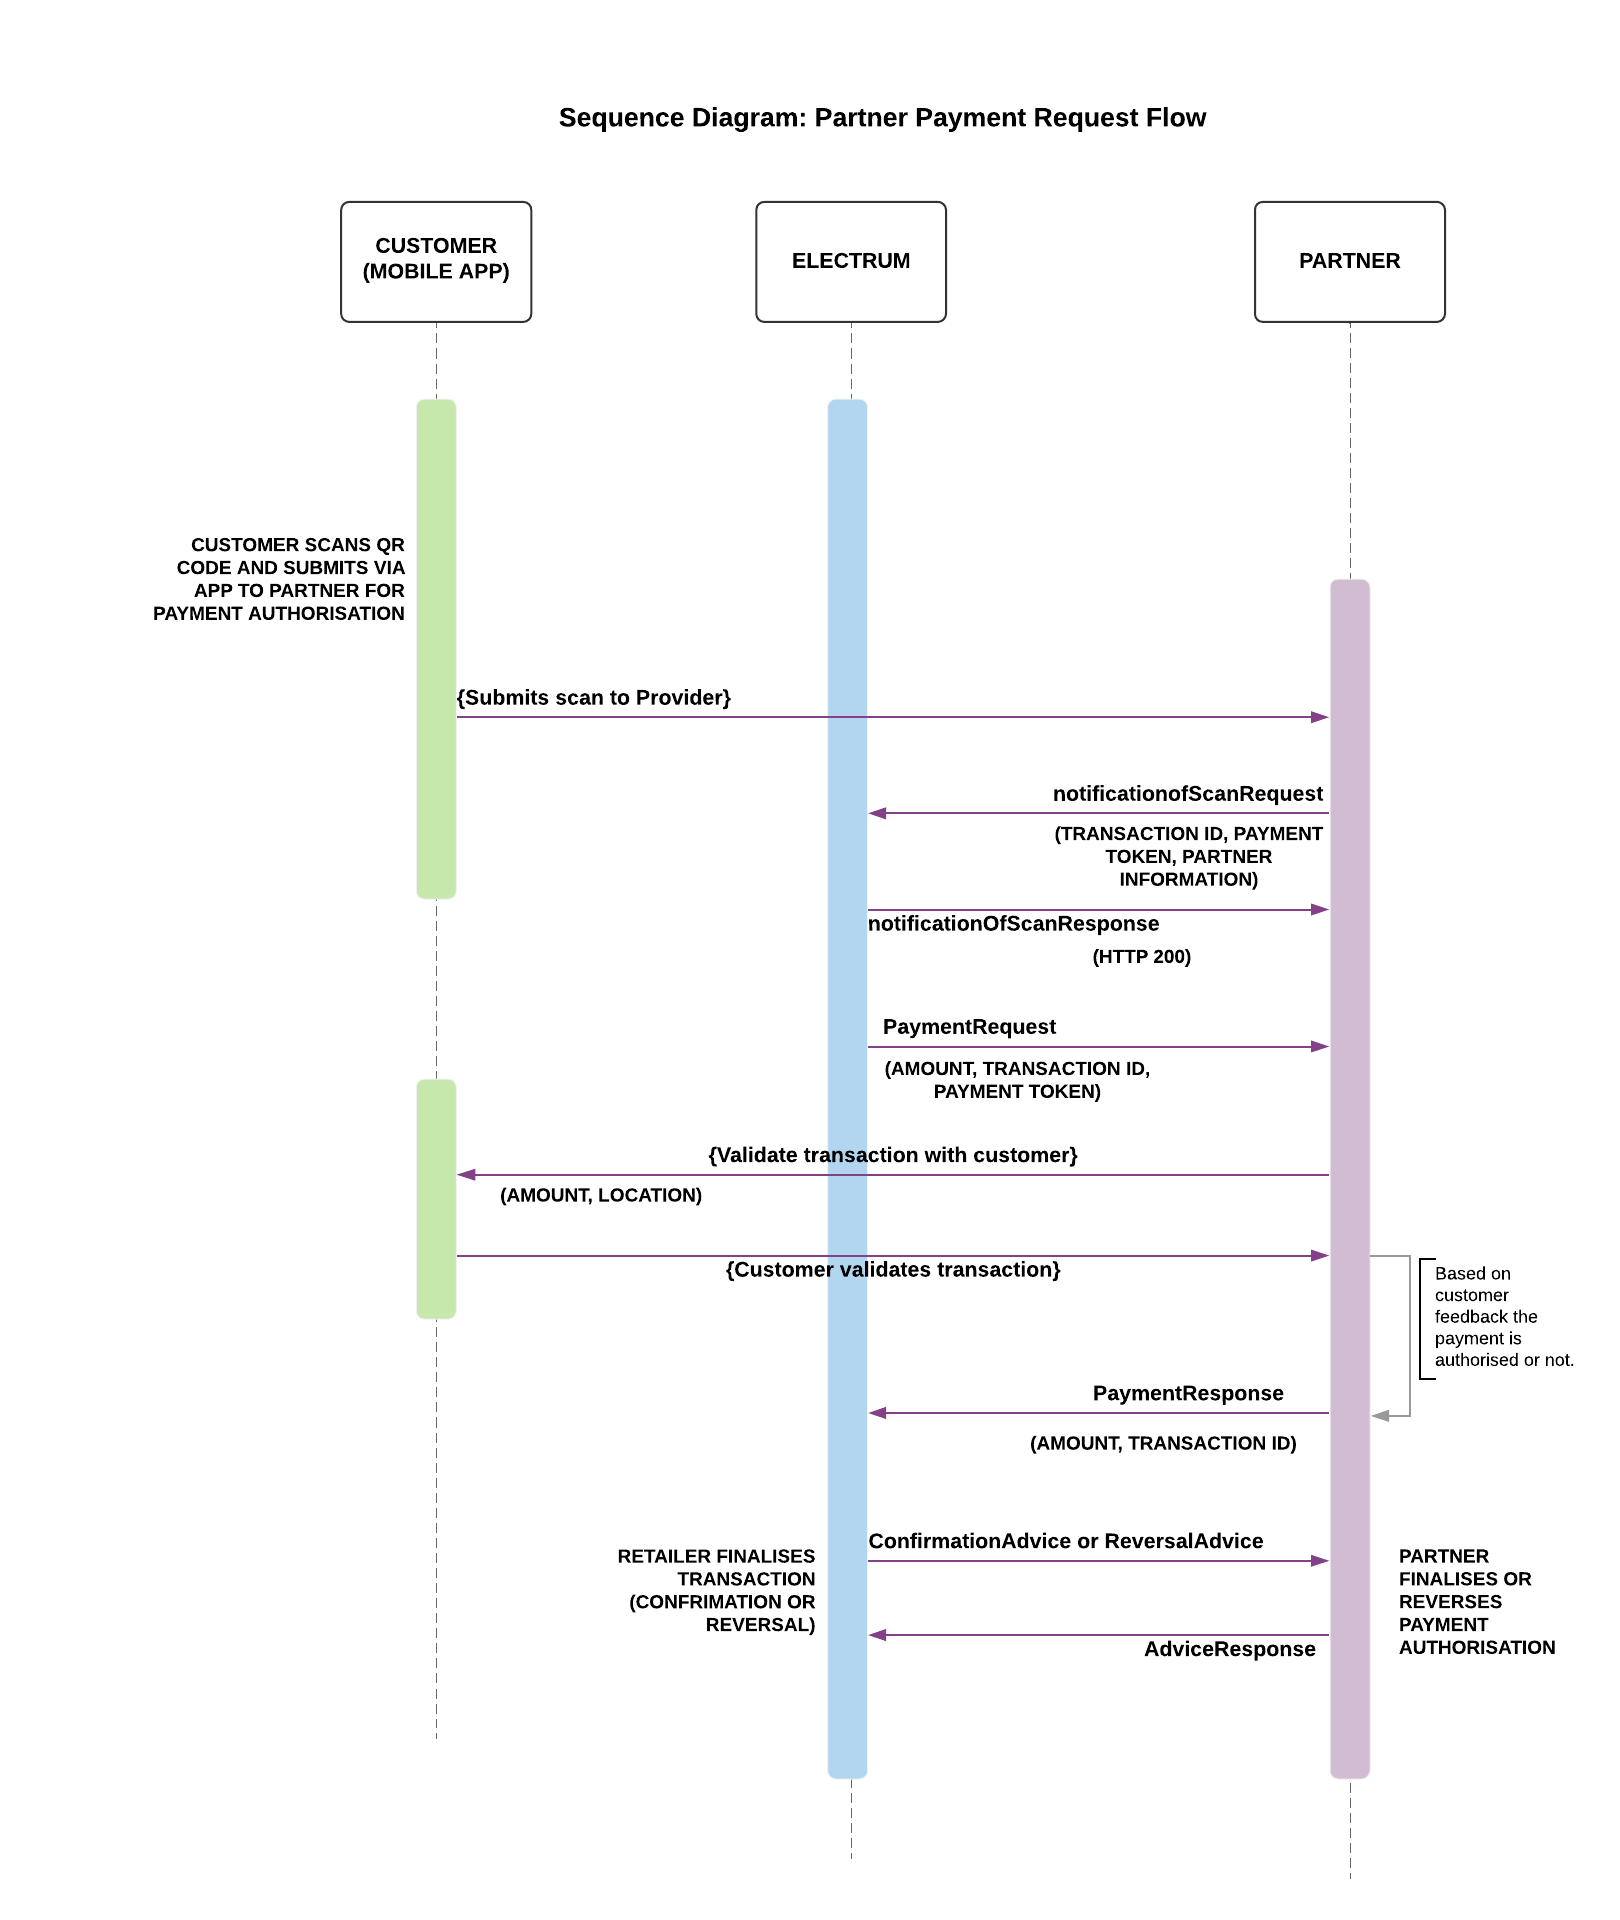 Sequence Diagram: Partner Payment Request Flow
CUSTOMER
(MOBILE APP)
ELECTRUM
PARTNER
CUSTOMER SCANS QR
CODE AND SUBMITS VIA
APP TO PARTNER FOR
PAYMENT AUTHORISATION
{Submits scan to Provider}
notificationofScanRequest
(TRANSACTION ID, PAYMENT
TOKEN, PARTNER
INFORMATION)
notificationOfScanResponse
(HTTP 200)
PaymentRequest
(AMOUNT, TRANSACTION ID,
PAYMENT TOKEN)
{Validate transaction with customer}
(AMOUNT, LOCATION)
{Customer validates transaction}
Based on
customer
feedback the
payment is
authorised or not.
PaymentResponse
(AMOUNT, TRANSACTION ID)
ConfirmationAdvice or ReversalAdvice
RETAILER FINALISES
TRANSACTION
(CONFRIMATION OR
REVERSAL)
PARTNER
FINALISES OR
REVERSES
PAYMENT
AUTHORISATION
AdviceResponse